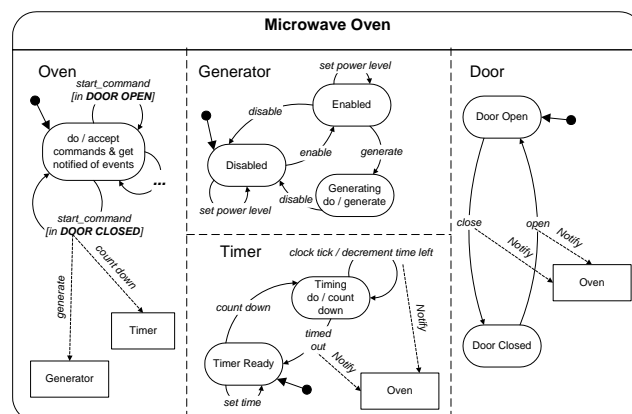 Microwave Oven
Oven
start_command
[in DOOR OPEN]
do / accept
commands & get
notified of events
...
start_command
[in DOOR CLOSED]
count down
generate
Timer
Generator
Generator
set power level
Enabled
disable
enable
generate
Disabled
Generating
do / generate
disable
set power level
Timer
clock tick / decrement time left
Timing
do / count
down
count down
timed
out
Notify
Notify
Timer Ready
set time
Oven
Door
Door Open
close
open
Notify
Notify
Oven
Door Closed